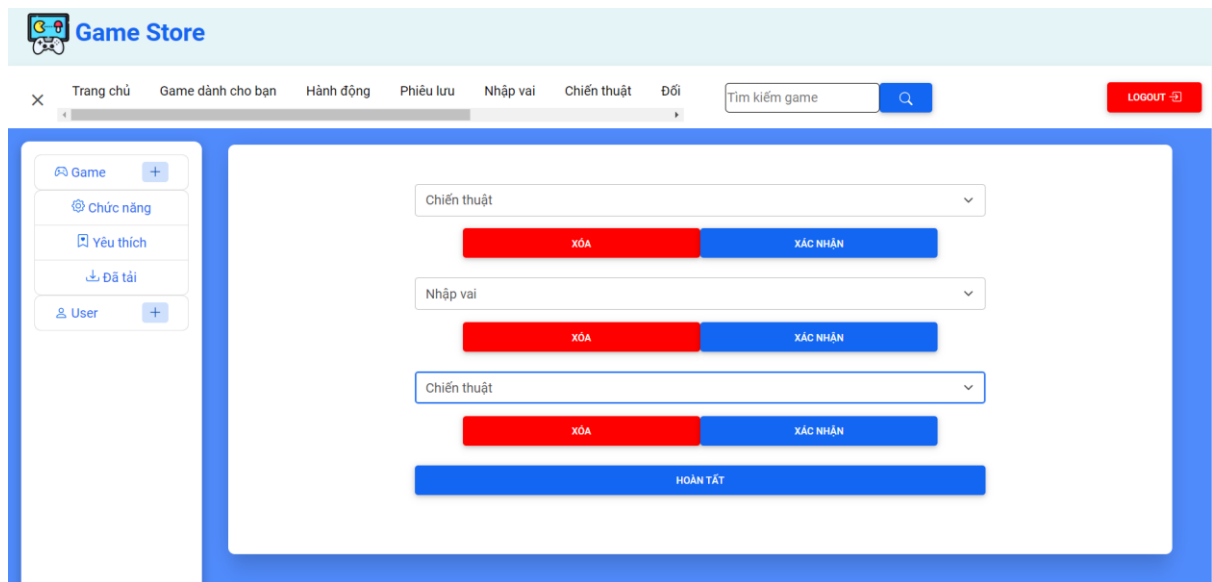 Game Store
Trang chủ Game dành cho bạn Hành động Phiêu lưu Nhập vai Chiến thuật Đối
Tìm kiếm game
LOGOUT
Game
Chức năng
Yêu thích
Đã tải
User
Chiến thuật
XÓA XÁC NHẬN
Nhập vai
XÓA XÁC NHẬN
Chiến thuật
XÓA XÁC NHẬN
HOÀN TẤT